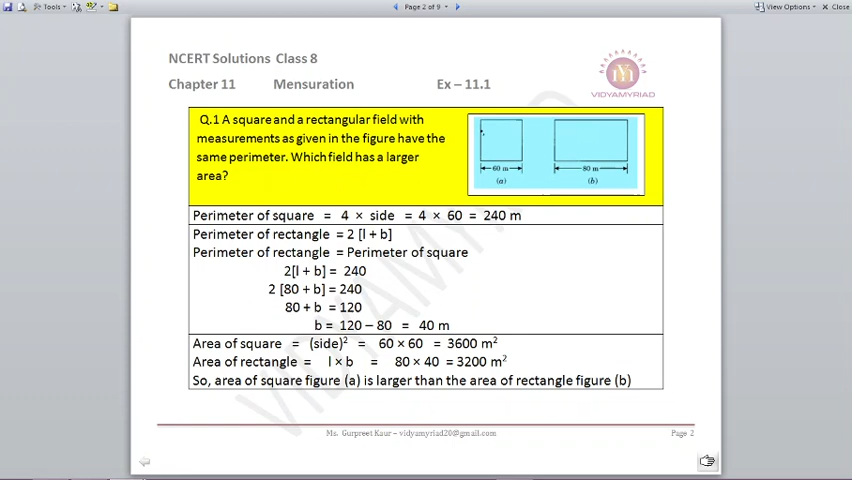 Tools
Page 2 of 9
View Options
Close
NCERT Solutions Class 8
Chapter 11 Mensuration Ex – 11.1
VIDYAMYRIAD
Q.1 A square and a rectangular field with
measurements as given in the figure have the
same perimeter. Which field has a larger
area?
60 m 80 m
(a) (b)
Perimeter of square = 4 × side = 4 × 60 = 240 m
Perimeter of rectangle = 2 [l + b]
Perimeter of rectangle = Perimeter of square
2[l + b] = 240
2 [80 + b] = 240
80 + b = 120
b = 120 – 80 = 40 m
Area of square = (side)² = 60 × 60 = 3600 m²
Area of rectangle = l × b = 80 × 40 = 3200 m²
So, area of square figure (a) is larger than the area of rectangle figure (b)
VIDYAMYRIAD
Ms. Gurpreet Kaur – vidyamyriad20@gmail.com Page 2